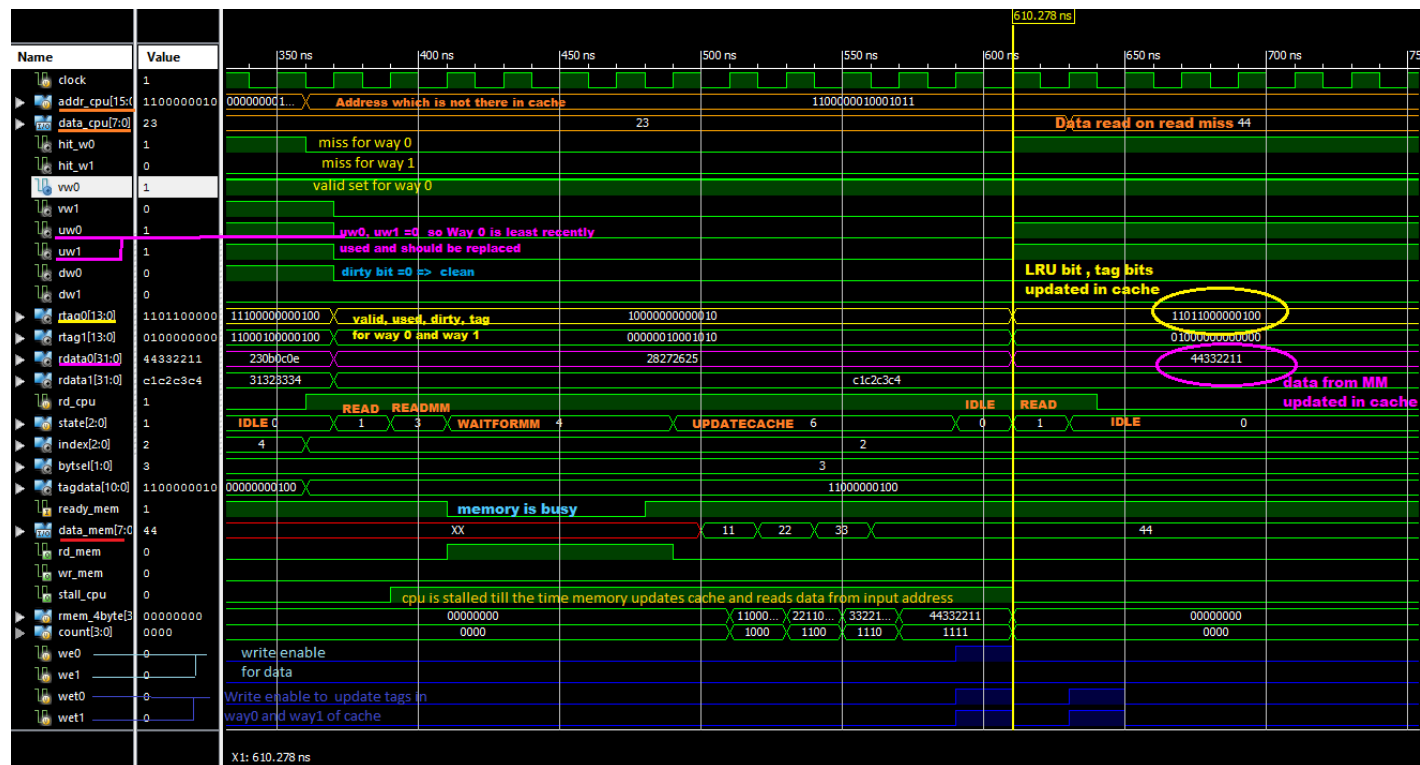 610.278 ns
Name Value 350 ns 400 ns 450 ns 500 ns 550 ns 600 ns 650 ns 700 ns 75
clock 1
addr_cpu[15:0 1100000010 000000001... Address which is not there in cache 1100000010001011
data_cpu[7:0] 23 23 Data read on read miss 44
hit_w0 1 miss for way 0
hit_w1 0 miss for way 1
vw0 1 valid set for way 0
vw1 0
uw0 1 uw0, uw1 =0 so Way 0 is least recently
uw1 1 used and should be replaced
dw0 0 dirty bit =0 => clean LRU bit , tag bits
dw1 0 updated in cache
rtag0[13:0] 1101100000 11100000000100 valid, used, dirty, tag 10000000000010 11011000000100
rtag1[13:0] 0100000000 11000100000100 for way 0 and way 1 00000010001010 01000000000000
rdata0[31:0] 44332211 230b0c0e 28272625 44332211
rdata1[31:0] c1c2c3c4 31323334 c1c2c3c4 data from MM
rd_cpu 1 updated in cache
READ READMM IDLE READ
state[2:0] 1 IDLE 0 1 3 WAITFORMM 4 UPDATECACHE 6 0 1 IDLE 0
index[2:0] 2 4 2
bytsel[1:0] 3 3
tagdata[10:0] 1100000010 00000000100 11000000100
ready_mem 1 memory is busy
data_mem[7:0 44 XX 11 22 33 44
rd_mem 0
wr_mem 0
stall_cpu 0 cpu is stalled till the time memory updates cache and reads data from input address
rmem_4byte[3 00000000 00000000 11000... 22110... 33221... 44332211 00000000
count[3:0] 0000 0000 1000 1100 1110 1111 0000
we0 0 write enable
we1 0 for data
wet0 0 Write enable to update tags in
wet1 0 way0 and way1 of cache
X1: 610.278 ns